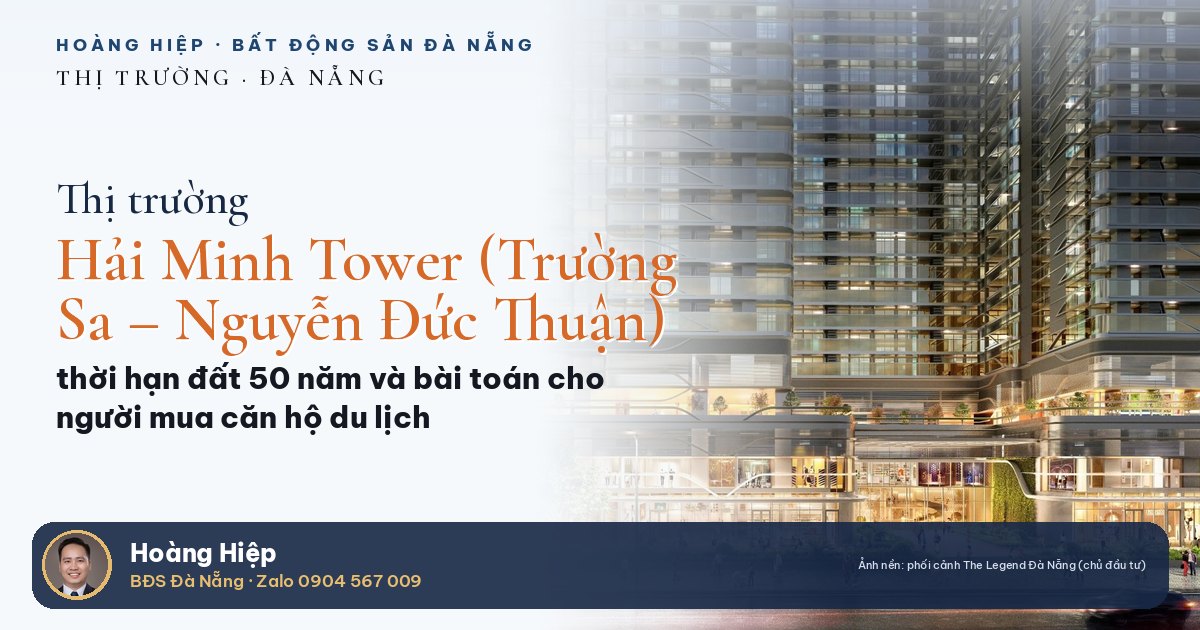 HOÀNG HIỆP · BẤT ĐỘNG SẢN ĐÀ NẴNG
THỊ TRƯỜNG · ĐÀ NẴNG
Thị trường
Hải Minh Tower (Trường
Sa – Nguyễn Đức Thuận)
thời hạn đất 50 năm và bài toán cho
người mua căn hộ du lịch
Hoàng Hiệp
BĐS Đà Nẵng · Zalo 0904 567 009
Ảnh nền: phối cảnh The Legend Đà Nẵng (chủ đầu tư)